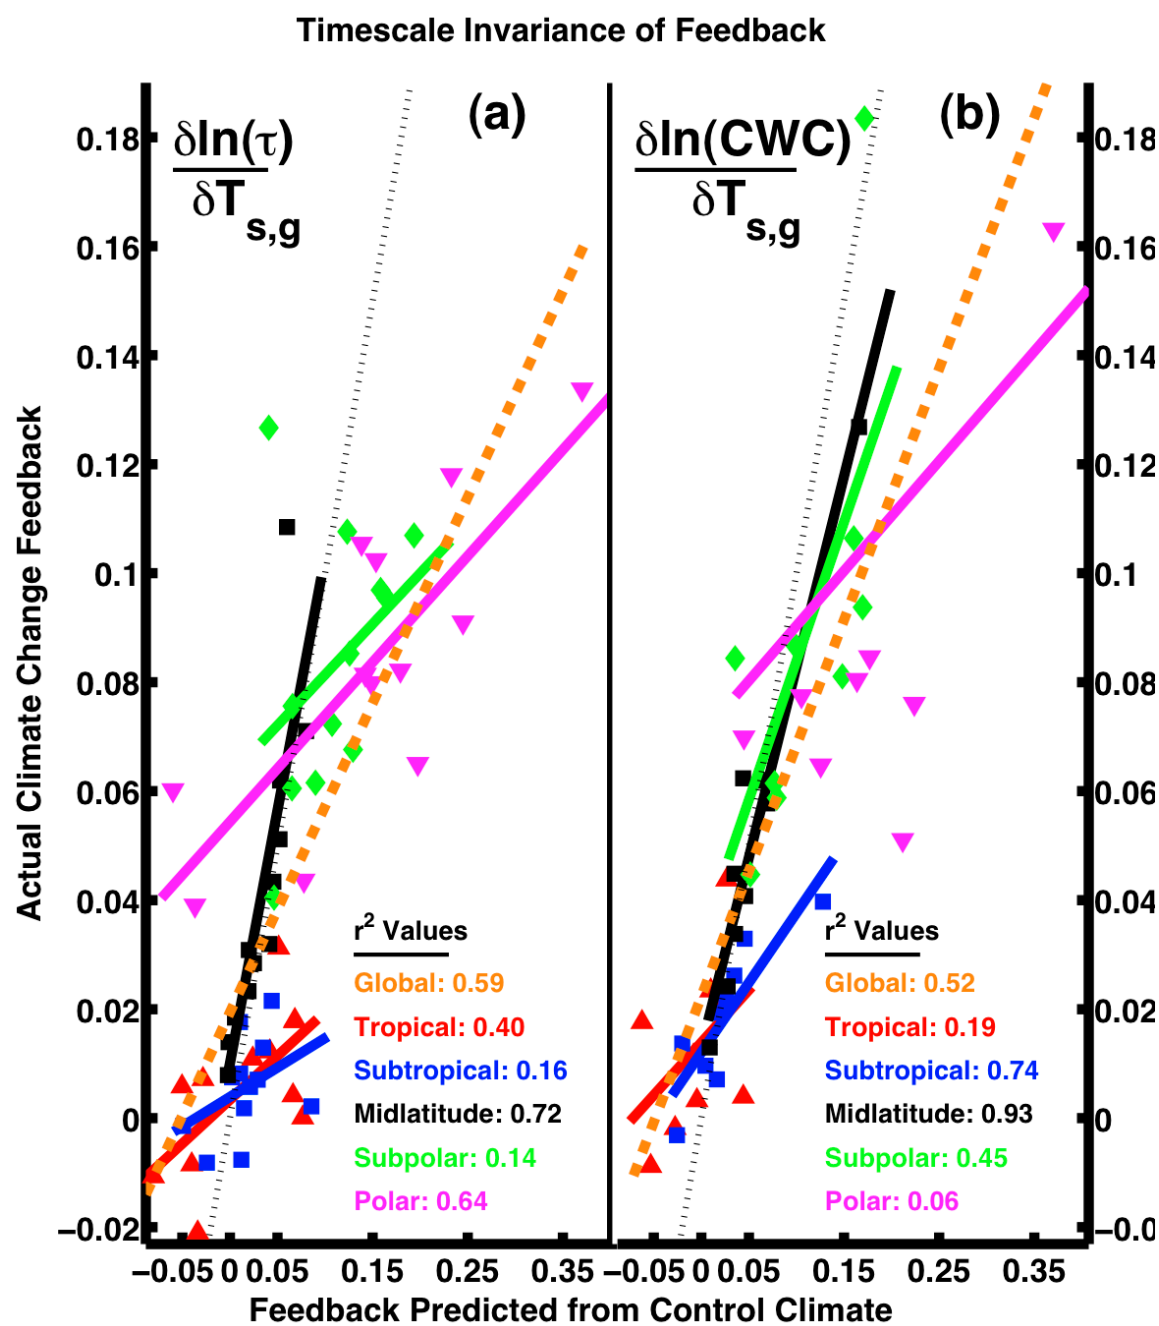 Timescale Invariance of Feedback
(a)
δln(τ)
δT s,g
(b)
δln(CWC)
δT s,g
Actual Climate Change Feedback
0.18
0.16
0.14
0.12
0.1
0.08
0.06
0.04
0.02
0
−0.02
r² Values
Global: 0.59
Tropical: 0.40
Subtropical: 0.16
Midlatitude: 0.72
Subpolar: 0.14
Polar: 0.64
r² Values
Global: 0.52
Tropical: 0.19
Subtropical: 0.74
Midlatitude: 0.93
Subpolar: 0.45
Polar: 0.06
0.18
0.16
0.14
0.12
0.1
0.08
0.06
0.04
0.02
0
−0.0
−0.05 0 0.05 0.15 0.25 0.35
−0.05 0 0.05 0.15 0.25 0.35
Feedback Predicted from Control Climate